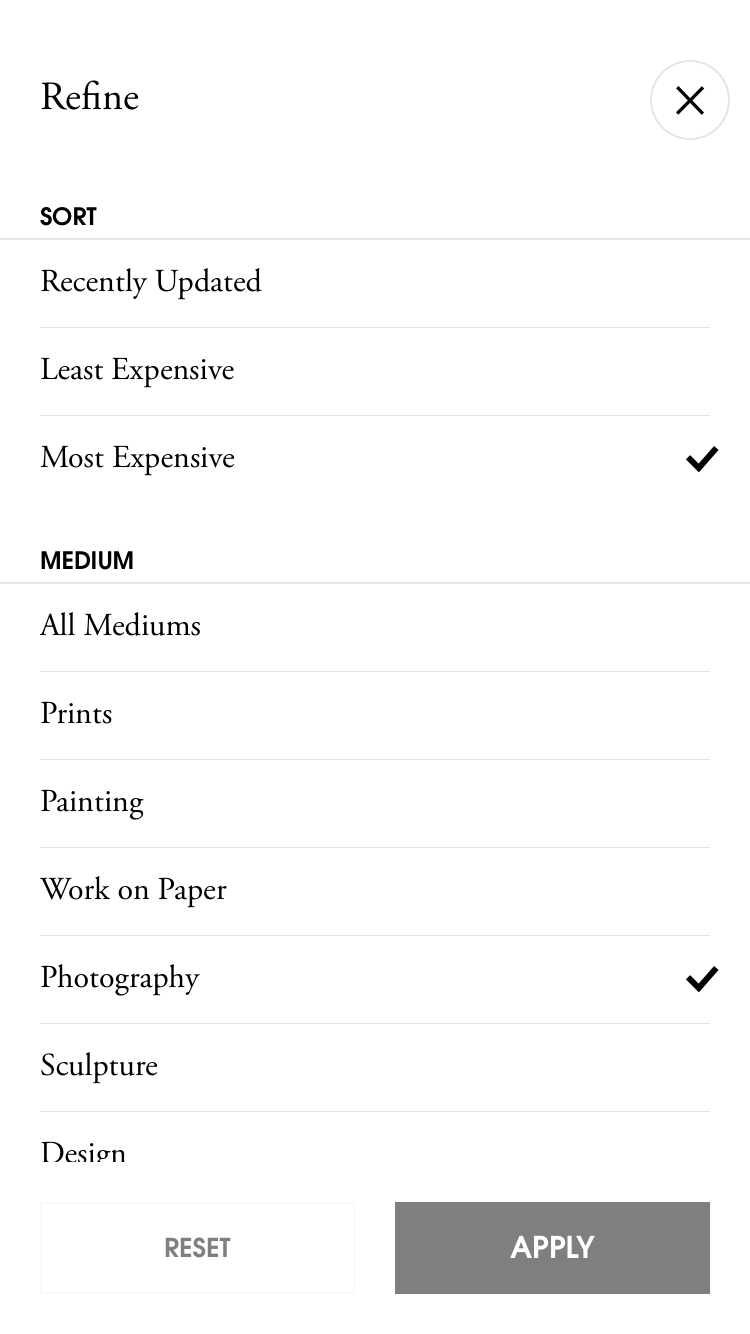 Refine
SORT
Recently Updated
Least Expensive
Most Expensive
MEDIUM
All Mediums
Prints
Painting
Work on Paper
Photography
Sculpture
Design
RESET
APPLY